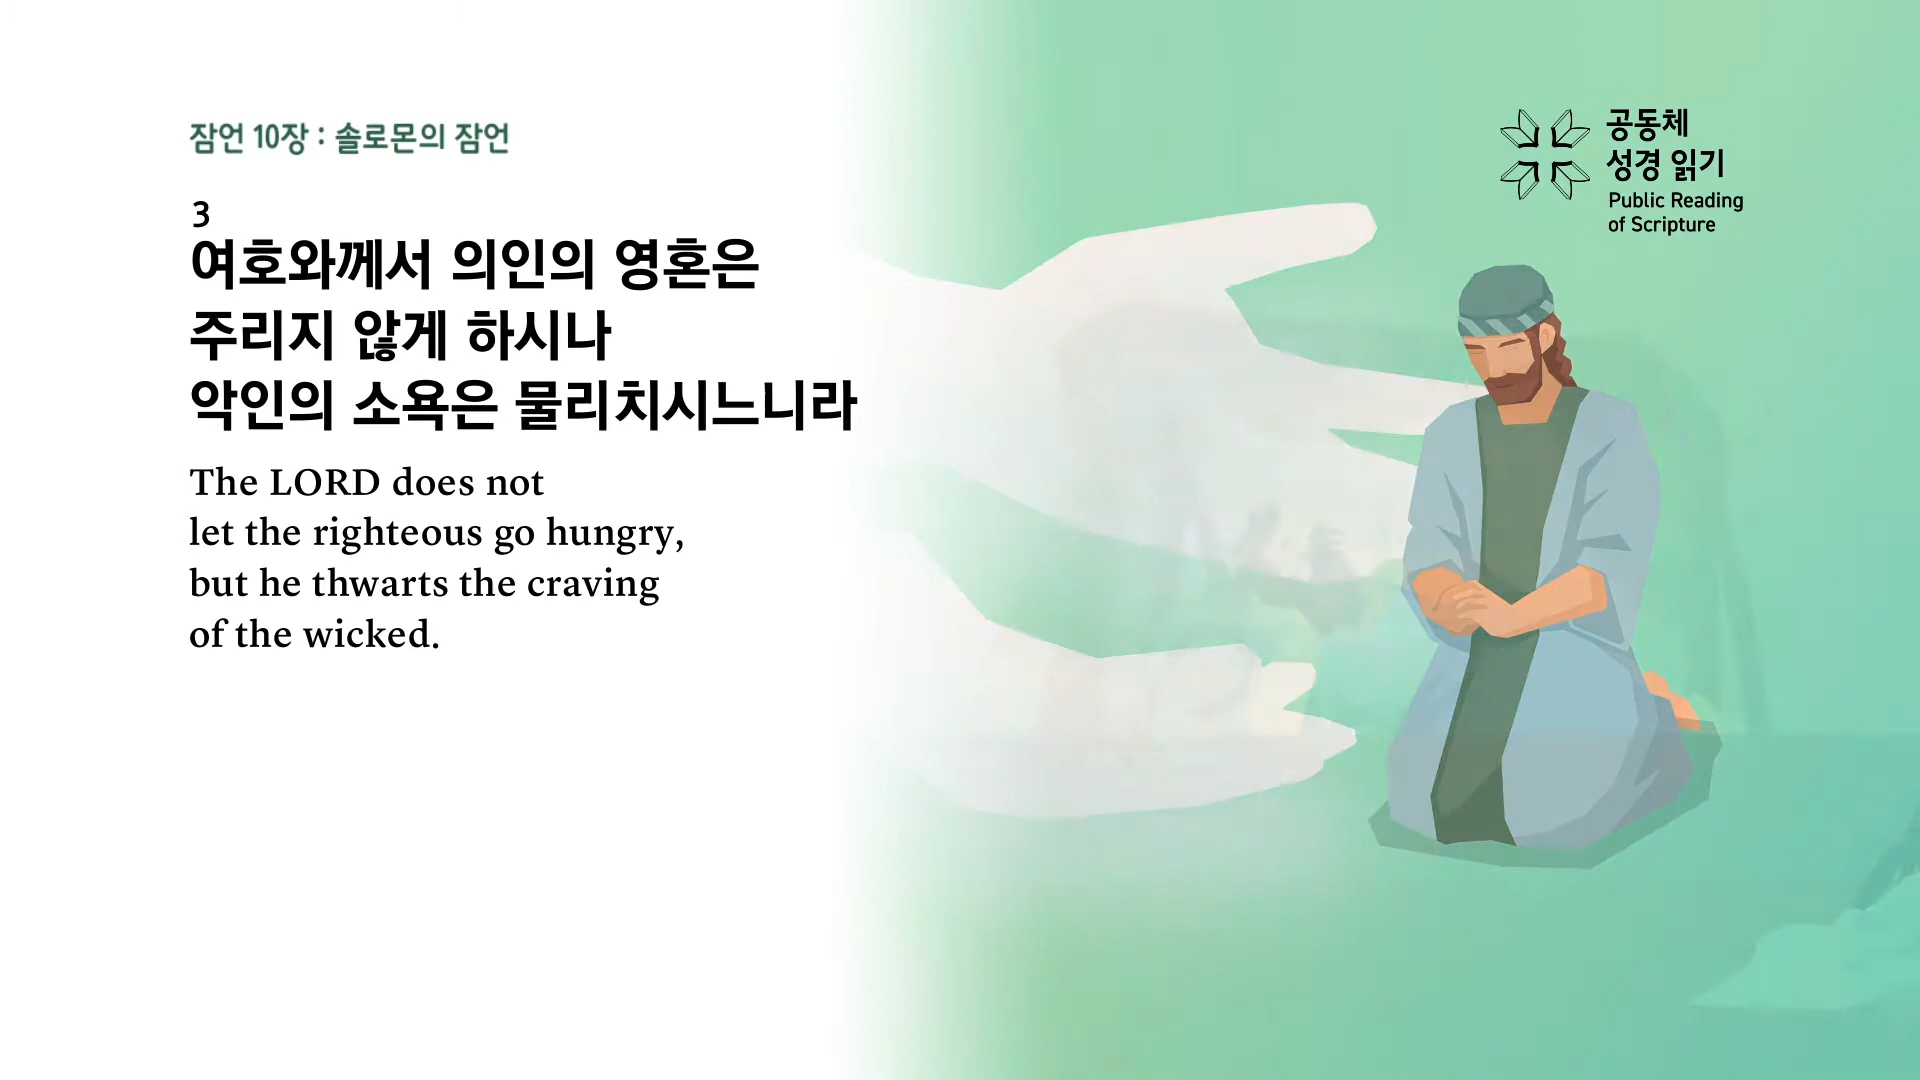 잠언 10장 : 솔로몬의 잠언
3
여호와께서 의인의 영혼은
주리지 않게 하시나
악인의 소욕은 물리치시느니라
The LORD does not
let the righteous go hungry,
but he thwarts the craving
of the wicked.
공동체
성경 읽기
Public Reading
of Scripture